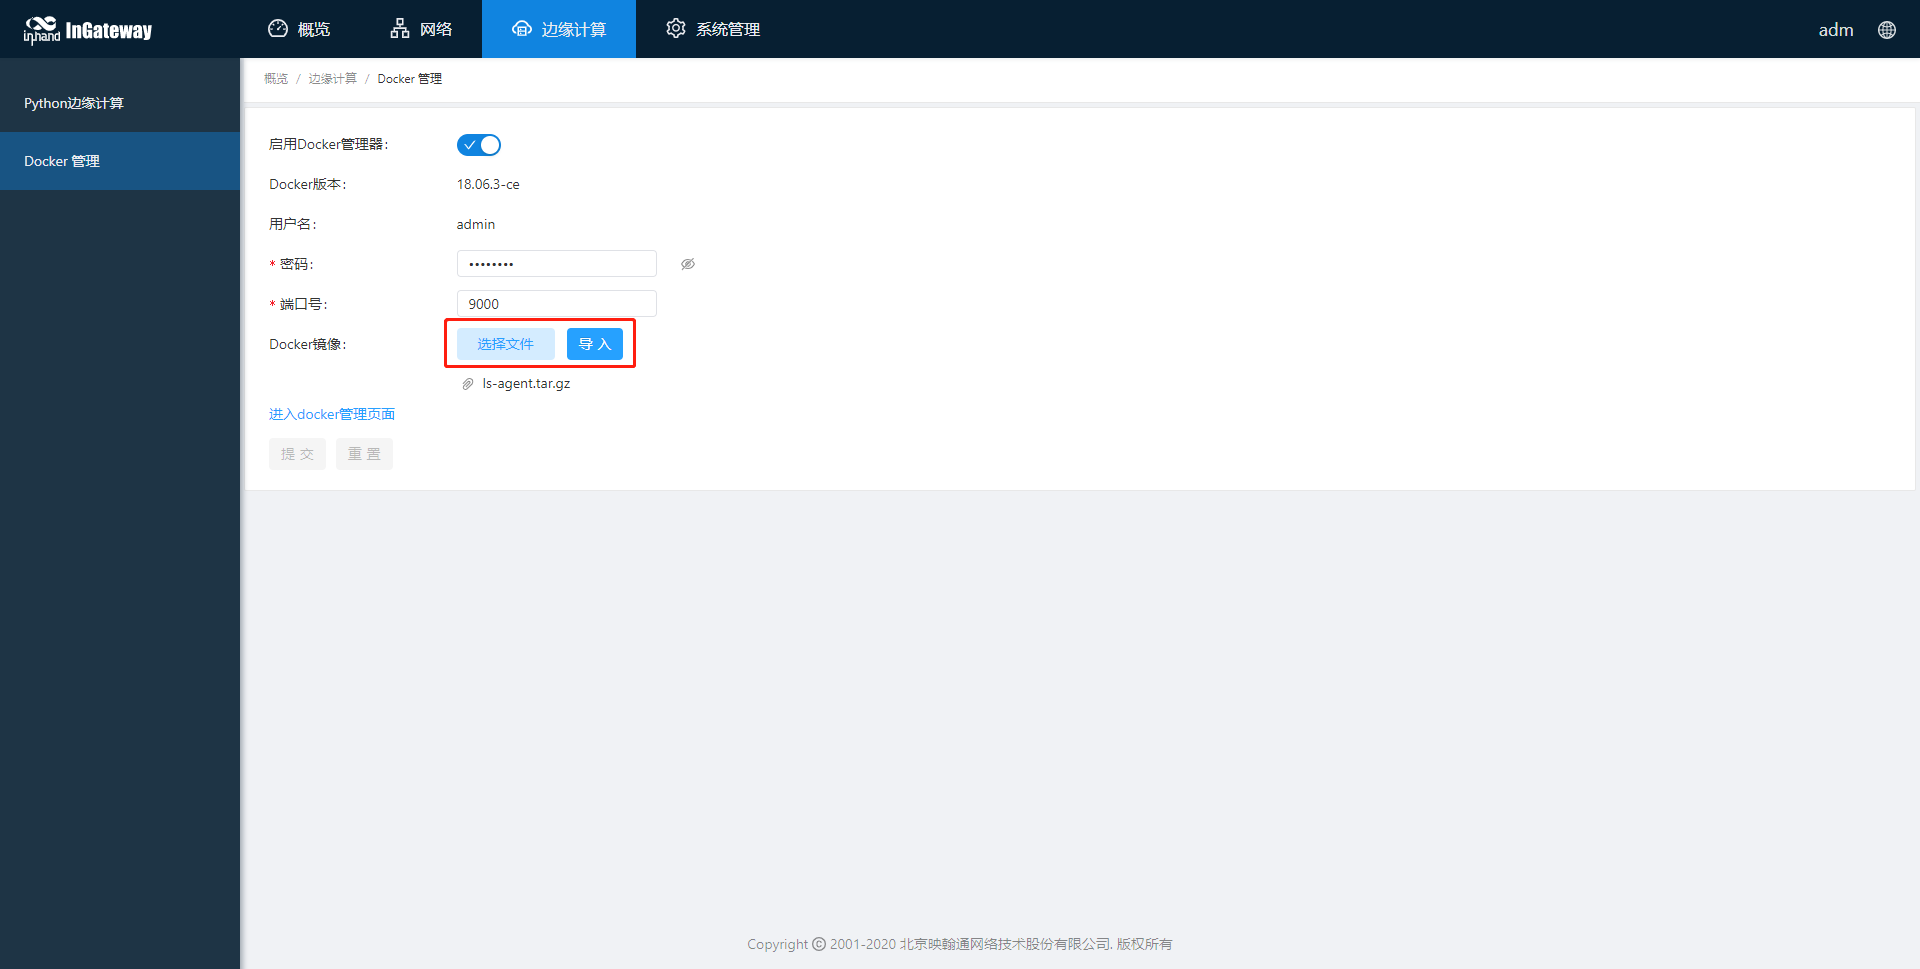 inhand InGateway
概览
网络
边缘计算
系统管理
adm
Python边缘计算
Docker 管理
概览 / 边缘计算 / Docker 管理
启用Docker管理器:
Docker版本: 18.06.3-ce
用户名: admin
* 密码: ••••••••
* 端口号: 9000
Docker镜像: 选择文件 导 入
ls-agent.tar.gz
进入docker管理页面
提 交 重 置
Copyright © 2001-2020 北京映翰通网络技术股份有限公司. 版权所有